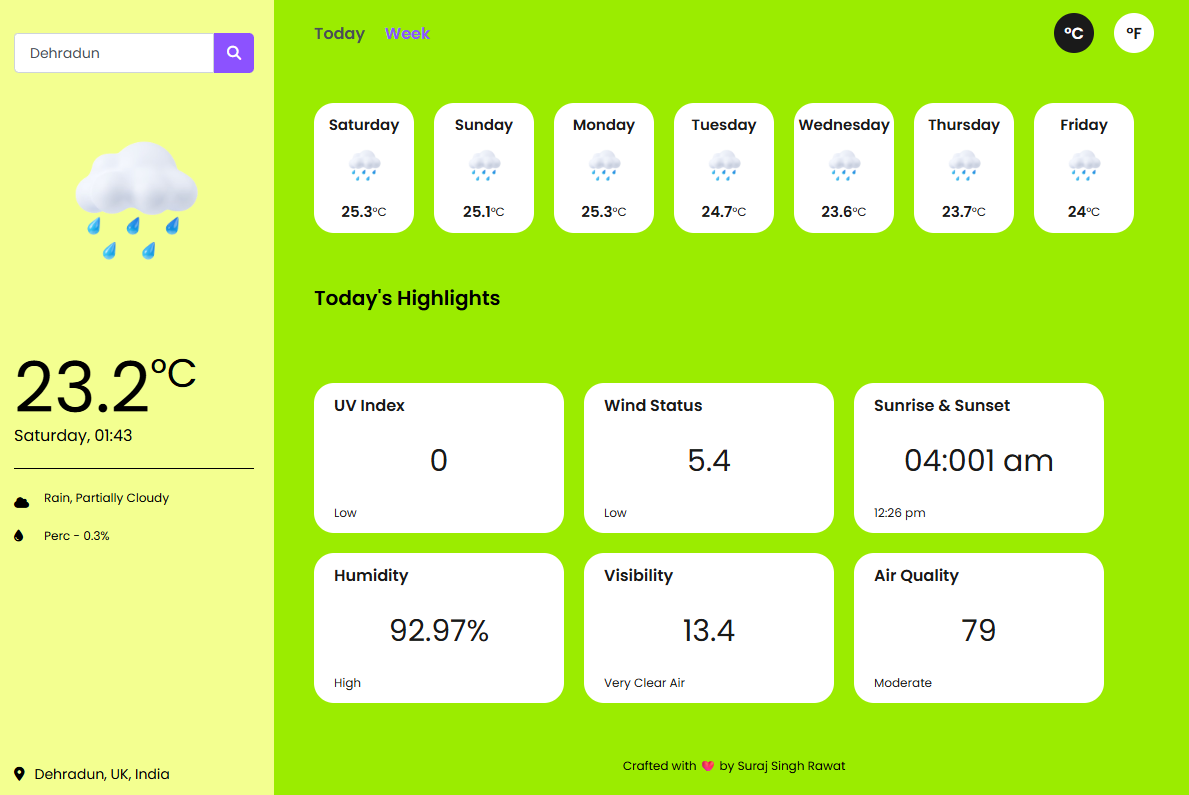 Dehradun
23.2°C
Saturday, 01:43
Rain, Partially Cloudy
Perc - 0.3%
Dehradun, UK, India
Today Week
°C °F
Saturday
25.3°C
Sunday
25.1°C
Monday
25.3°C
Tuesday
24.7°C
Wednesday
23.6°C
Thursday
23.7°C
Friday
24°C
Today's Highlights
UV Index
0
Low
Wind Status
5.4
Low
Sunrise & Sunset
04:001 am
12:26 pm
Humidity
92.97%
High
Visibility
13.4
Very Clear Air
Air Quality
79
Moderate
Crafted with 💗 by Suraj Singh Rawat